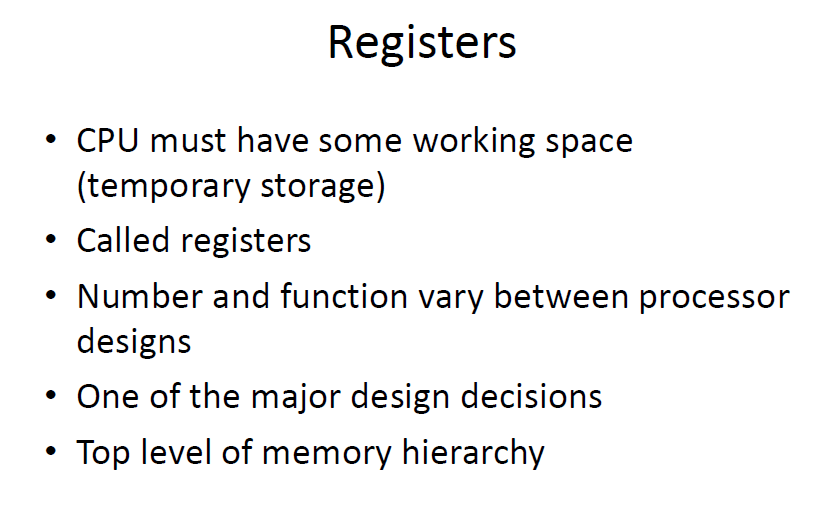 Registers
• CPU must have some working space
(temporary storage)
• Called registers
• Number and function vary between processor
designs
• One of the major design decisions
• Top level of memory hierarchy